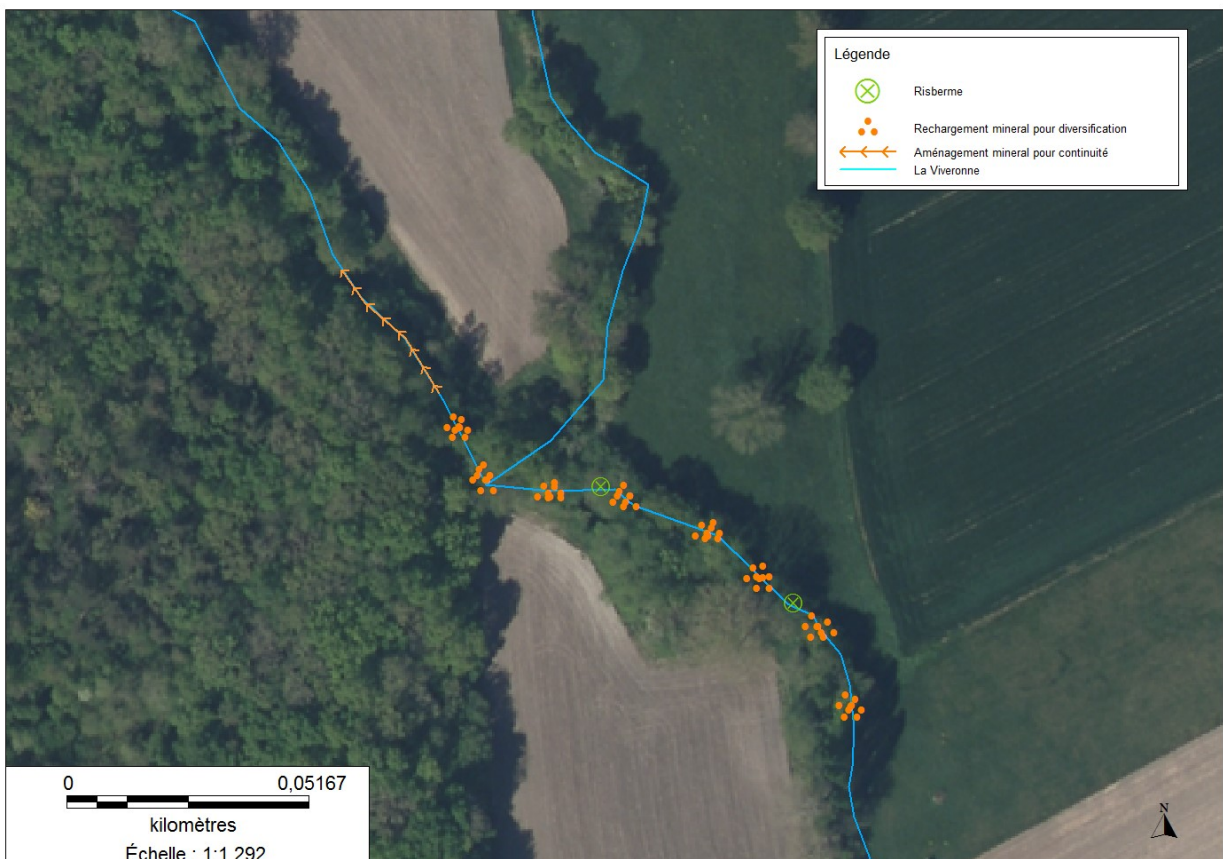 Légende
Risberme
Rechargement mineral pour diversification
Aménagement mineral pour continuité
La Viveronne
0 0,05167
kilomètres
Échelle : 1:1 292
N